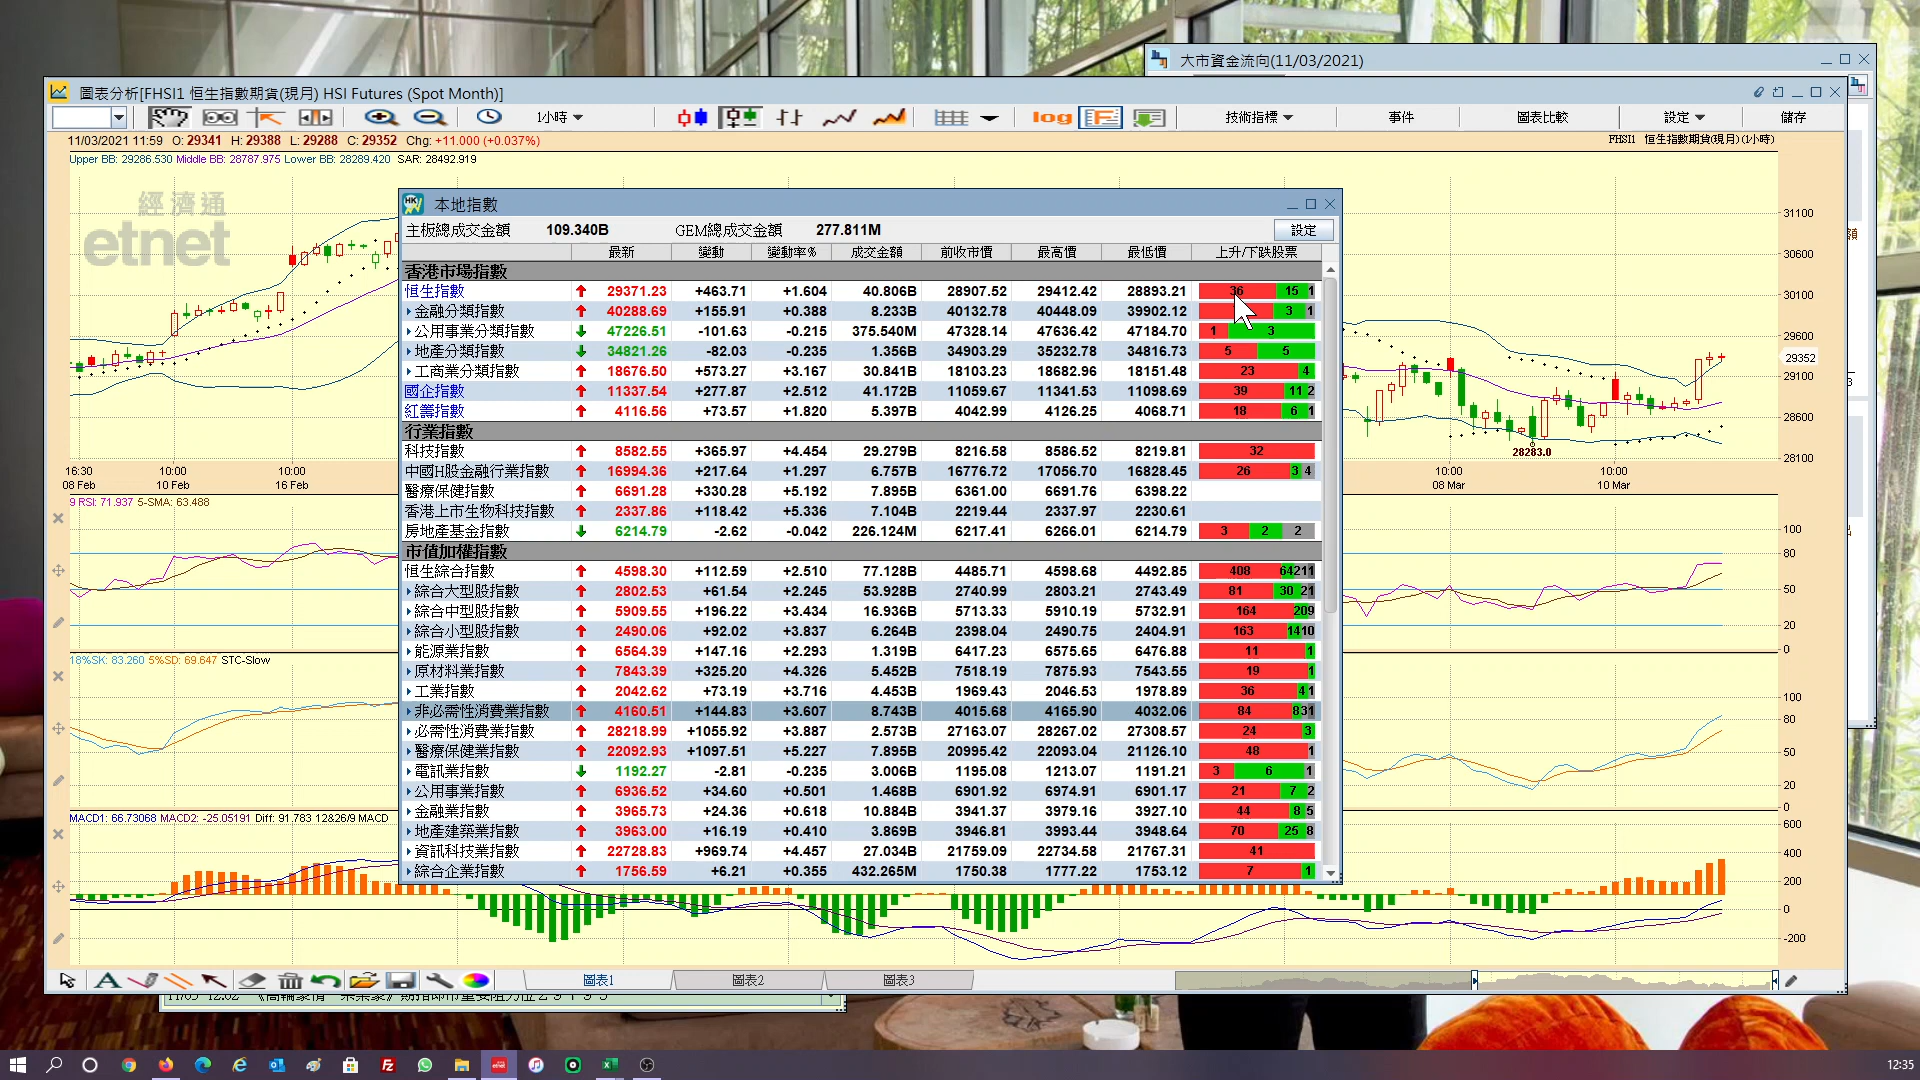 大市資金流向(11/03/2021)
圖表分析[FHSI1 恒生指數期貨(現月) HSI Futures (Spot Month)]
1小時
log
技術指標
事件
圖表比較
設定
儲存
11/03/2021 11:59 O: 29341 H: 29388 L: 29288 C: 29352 Chg: +11.000 (+0.037%)
FHSI1 恒生指數期貨(現月) (1小時)
Upper BB: 29286.530 Middle BB: 28787.975 Lower BB: 28289.420 SAR: 28492.919
經濟通
etnet
本地指數
主板總成交金額 109.340B GEM總成交金額 277.811M 設定
最新 變動 變動率% 成交金額 前收市價 最高價 最低價 上升/下跌股票
香港市場指數
恒生指數 29371.23 +463.71 +1.604 40.806B 28907.52 29412.42 28893.21 36 15 1
金融分類指數 40288.69 +155.91 +0.388 8.233B 40132.78 40448.09 39902.12 3 1
公用事業分類指數 47226.51 -101.63 -0.215 375.540M 47328.14 47636.42 47184.70 1 3
地產分類指數 34821.26 -82.03 -0.235 1.356B 34903.29 35232.78 34816.73 5 5
工商業分類指數 18676.50 +573.27 +3.167 30.841B 18103.23 18682.96 18151.48 23 4
國企指數 11337.54 +277.87 +2.512 41.172B 11059.67 11341.53 11098.69 39 11 2
紅籌指數 4116.56 +73.57 +1.820 5.397B 4042.99 4126.25 4068.71 18 6 1
行業指數
科技指數 8582.55 +365.97 +4.454 29.279B 8216.58 8586.52 8219.81 32
中國H股金融行業指數 16994.36 +217.64 +1.297 6.757B 16776.72 17056.70 16828.45 26 3 4
醫療保健指數 6691.28 +330.28 +5.192 7.895B 6361.00 6691.76 6398.22
香港上市生物科技指數 2337.86 +118.42 +5.336 7.104B 2219.44 2337.97 2230.61
房地產基金指數 6214.79 -2.62 -0.042 226.124M 6217.41 6266.01 6214.79 3 2 2
市值加權指數
恒生綜合指數 4598.30 +112.59 +2.510 77.128B 4485.71 4598.68 4492.85 408 64211
綜合大型股指數 2802.53 +61.54 +2.245 53.928B 2740.99 2803.21 2743.49 81 30 21
綜合中型股指數 5909.55 +196.22 +3.434 16.936B 5713.33 5910.19 5732.91 164 209
綜合小型股指數 2490.06 +92.02 +3.837 6.264B 2398.04 2490.75 2404.91 163 1410
能源業指數 6564.39 +147.16 +2.293 1.319B 6417.23 6575.65 6476.88 11 1
原材料業指數 7843.39 +325.20 +4.326 5.452B 7518.19 7875.93 7543.55 19 1
工業指數 2042.62 +73.19 +3.716 4.453B 1969.43 2046.53 1978.89 36 41
非必需性消費業指數 4160.51 +144.83 +3.607 8.743B 4015.68 4165.90 4032.06 84 831
必需性消費業指數 28218.99 +1055.92 +3.887 2.573B 27163.07 28267.02 27308.57 24 3
醫療保健業指數 22092.93 +1097.51 +5.227 7.895B 20995.42 22093.04 21126.10 48 1
電訊業指數 1192.27 -2.81 -0.235 3.006B 1195.08 1213.07 1191.21 3 6 1
公用事業指數 6936.52 +34.60 +0.501 1.468B 6901.92 6974.91 6901.17 21 7 2
金融業指數 3965.73 +24.36 +0.618 10.884B 3941.37 3979.16 3927.10 44 8 5
地產建築業指數 3963.00 +16.19 +0.410 3.869B 3946.81 3993.44 3948.64 70 25 8
資訊科技業指數 22728.83 +969.74 +4.457 27.034B 21759.09 22734.58 21767.31 41
綜合企業指數 1756.59 +6.21 +0.355 432.265M 1750.38 1777.22 1753.12 7 1
31100
30600
30100
29600
29352
29100
28600
28100
28283.0
16:30 10:00 10:00 10:00 10:00
08 Feb 10 Feb 16 Feb 08 Mar 10 Mar
9 RSI: 71.937 5-SMA: 63.488
100
80
50
20
0
18%SK: 83.260 5%SD: 69.647 STC-Slow
100
80
50
20
0
MACD1: 66.73068 MACD2: -25.05191 Diff: 91.783 12&26/9 MACD
600
400
200
0
-200
圖表1 圖表2 圖表3
12:35